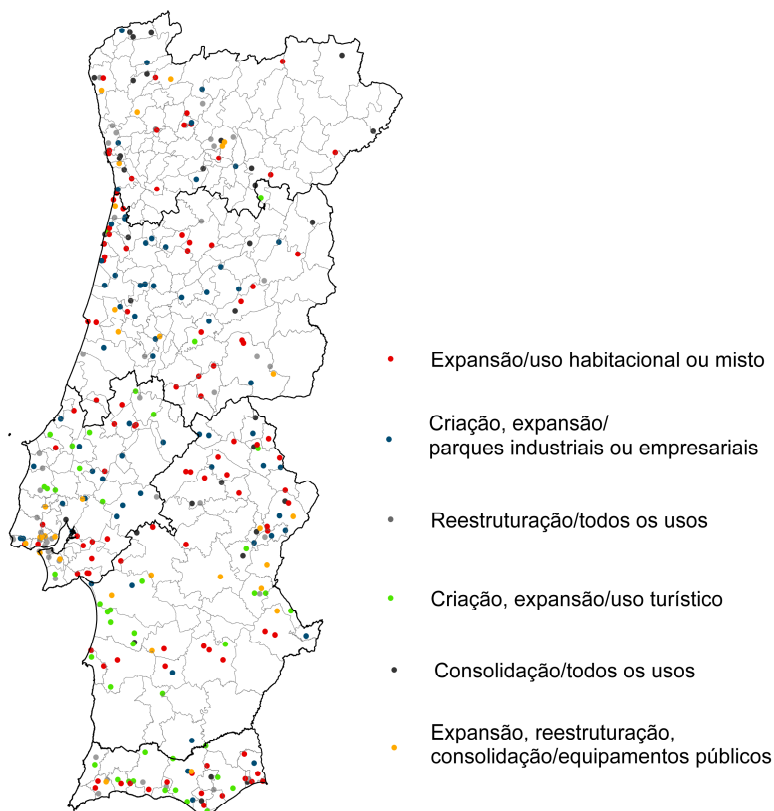 Expansão/uso habitacional ou misto
Criação, expansão/
parques industriais ou empresariais
Reestruturação/todos os usos
Criação, expansão/uso turístico
Consolidação/todos os usos
Expansão, reestruturação,
consolidação/equipamentos públicos